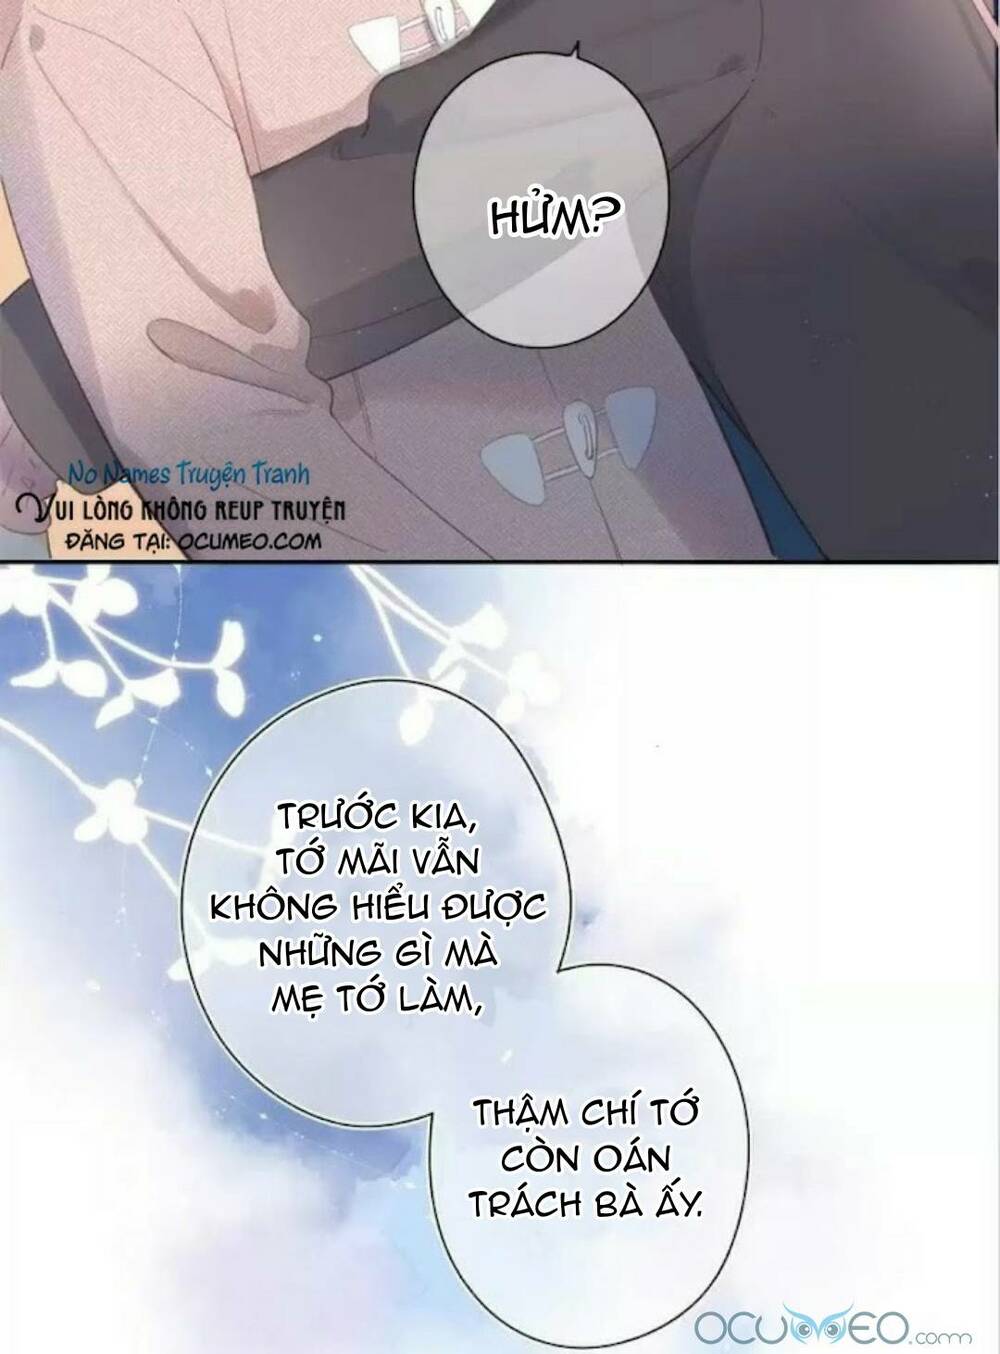 HỬM?
No Names Truyện Tranh
VUI LÒNG KHÔNG REUP TRUYỆN
ĐĂNG TẠI: OCUMEO.COM
TRƯỚC KIA,
TỚ MÃI VẪN
KHÔNG HIỂU ĐƯỢC
NHỮNG GÌ MÀ
MẸ TỚ LÀM,
THẬM CHÍ TỚ
CÒN OÁN
TRÁCH BÀ ẤY.
OCUMEO.com